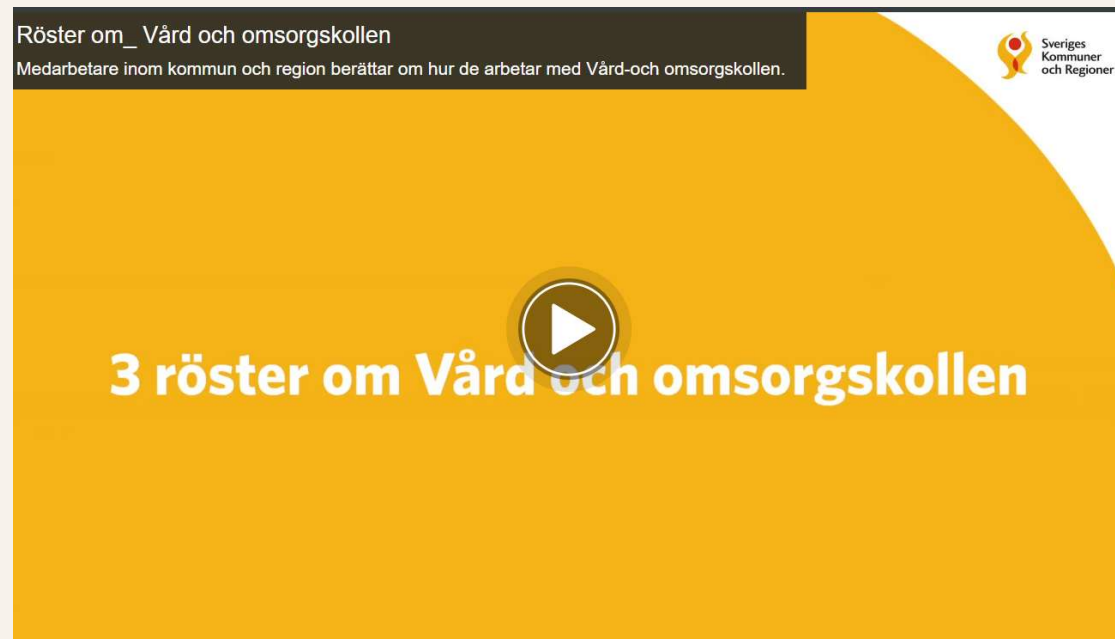 Röster om_ Vård och omsorgskollen
Medarbetare inom kommun och region berättar om hur de arbetar med Vård-och omsorgskollen.
Sveriges
Kommuner
och Regioner
3 röster om Vård och omsorgskollen